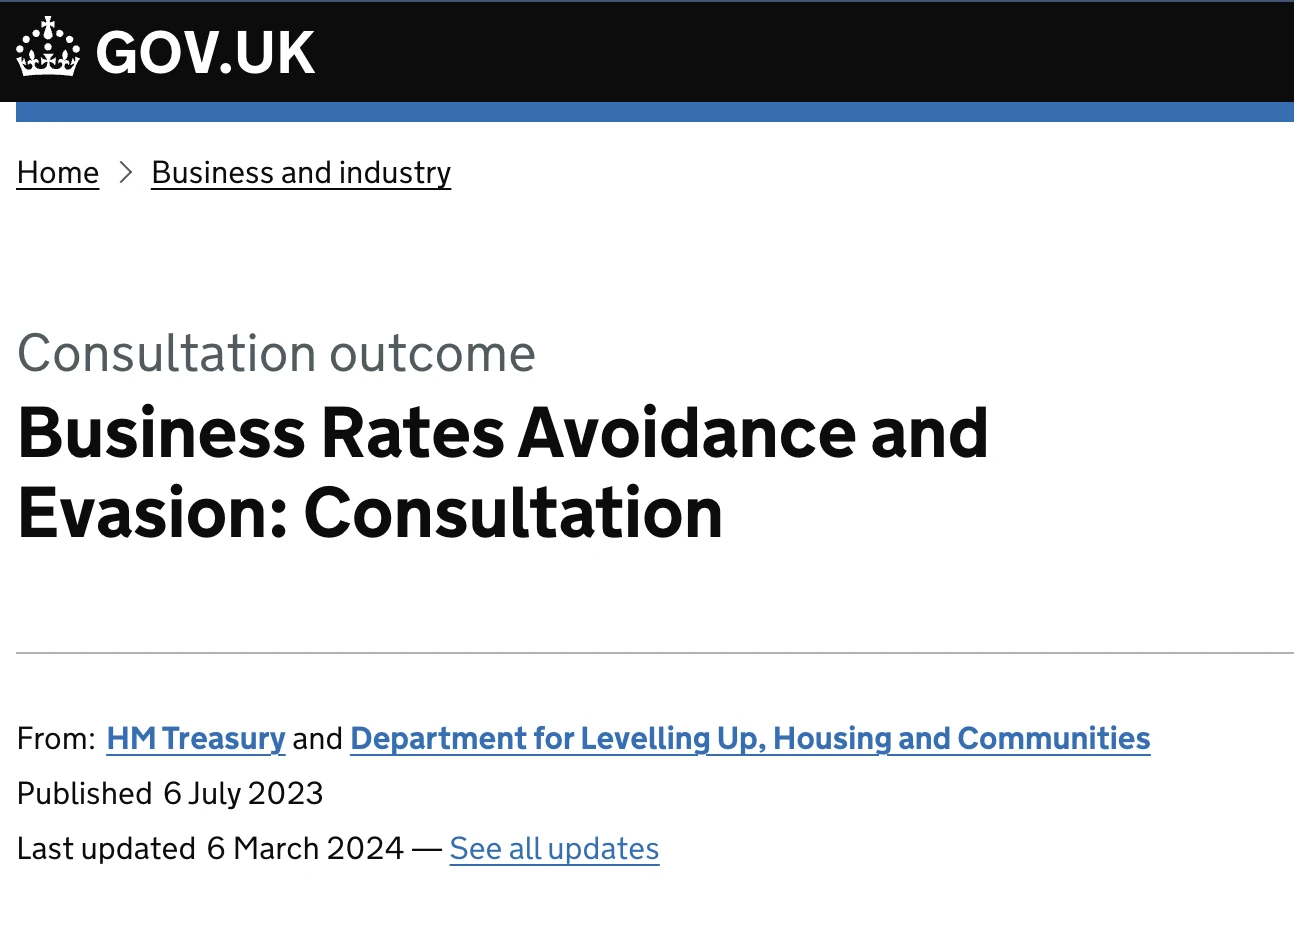 GOV.UK
Home > Business and industry
Consultation outcome
Business Rates Avoidance and
Evasion: Consultation
From: HM Treasury and Department for Levelling Up, Housing and Communities
Published 6 July 2023
Last updated 6 March 2024 — See all updates